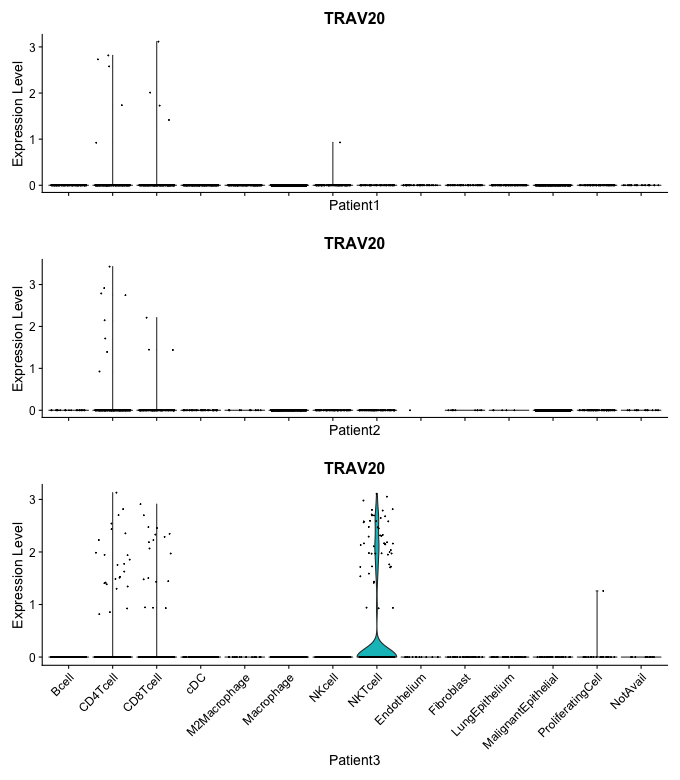 TRAV20
Expression Level
3
2
1
0
Patient1
TRAV20
Expression Level
3
2
1
0
Patient2
TRAV20
Expression Level
3
2
1
0
Bcell
CD4Tcell
CD8Tcell
cDC
M2Macrophage
Macrophage
NKcell
NKTcell
Endothelium
Fibroblast
LungEpithelium
MalignantEpithelial
ProliferatingCell
NotAvail
Patient3